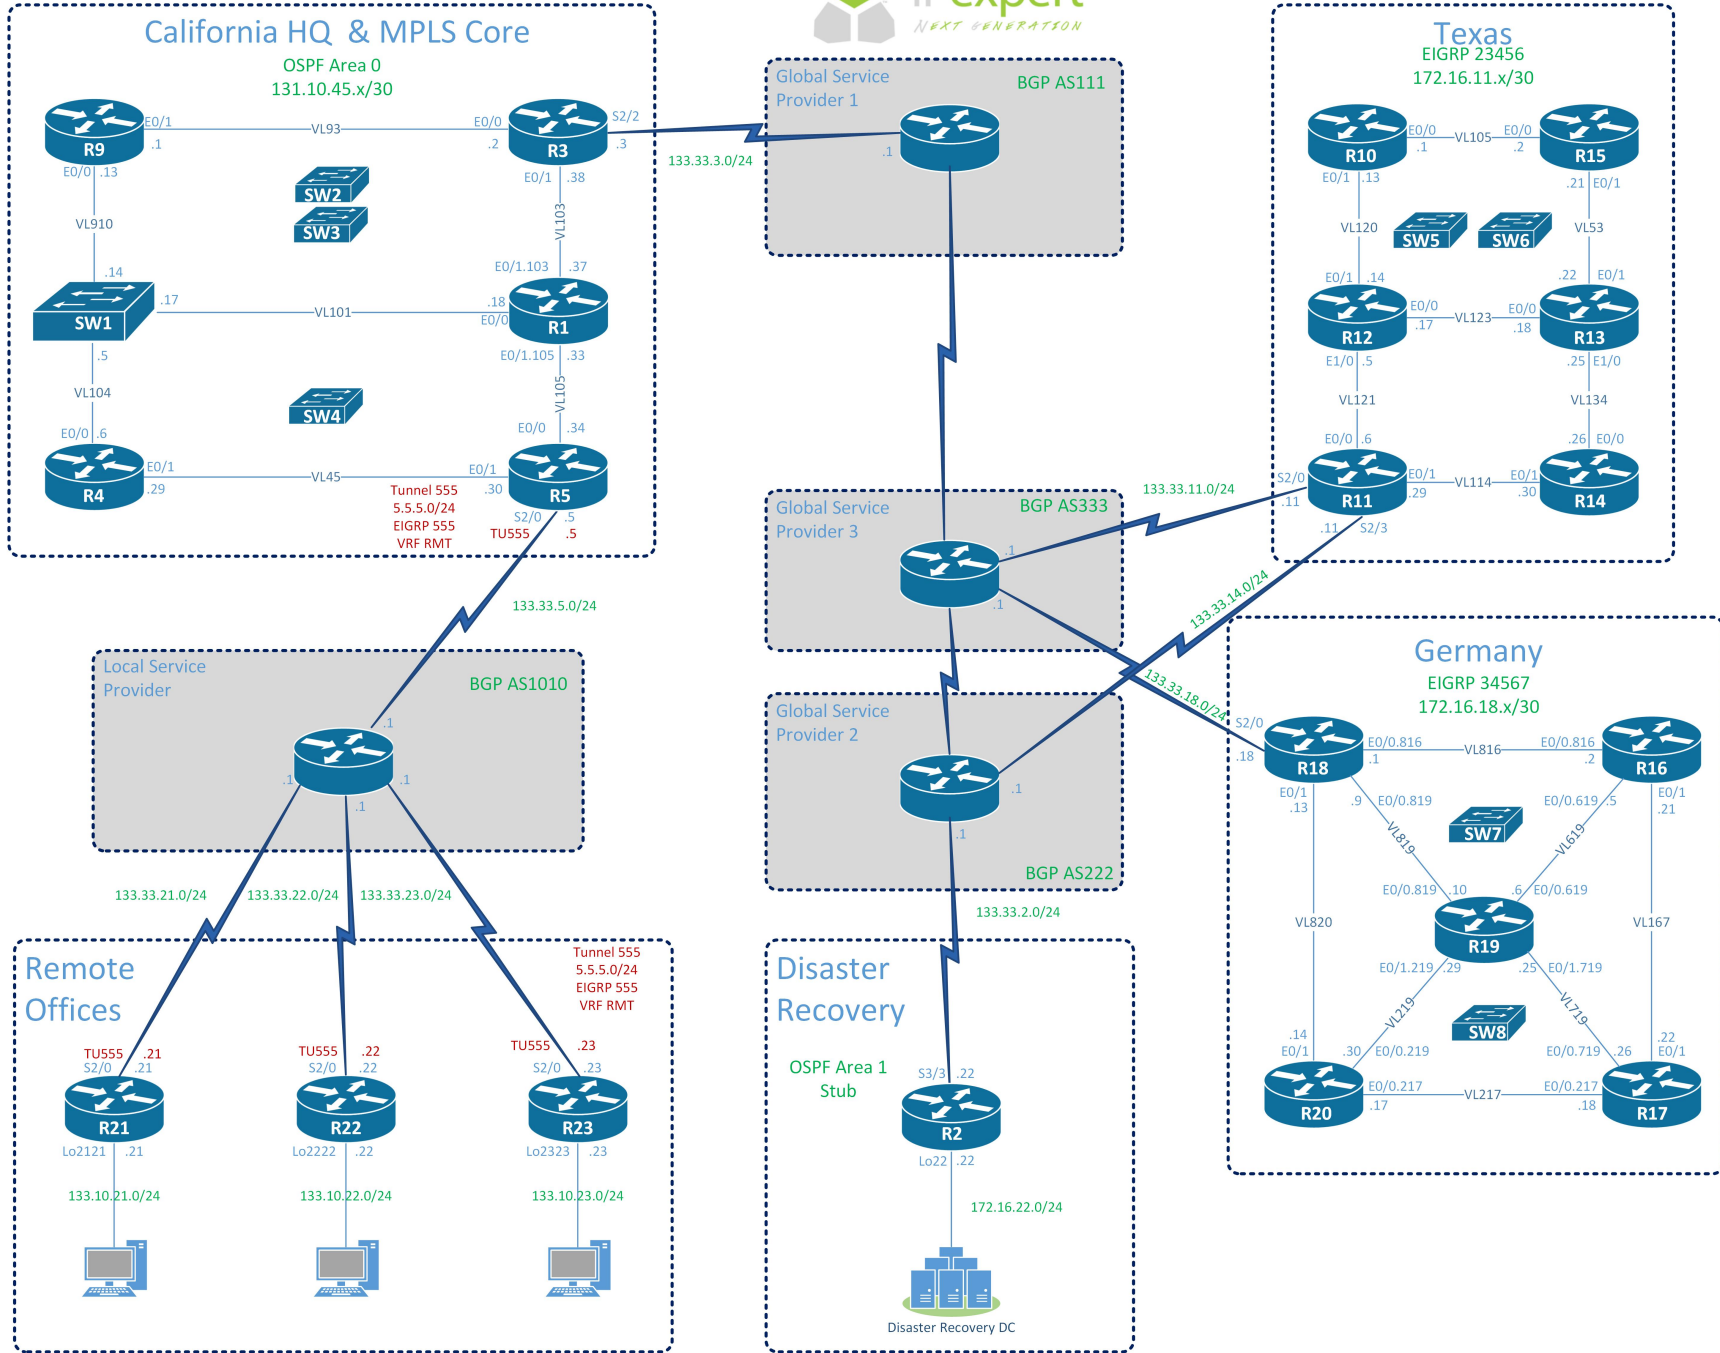 iPexpert
NEXT GENERATION
California HQ & MPLS Core
OSPF Area 0
131.10.45.x/30
R9
E0/1
.1
VL93
E0/0
.2
R3
S2/2
.3
E0/0 .13
SW2
SW3
E0/1 .38
VL910
VL103
.14
E0/1.103 .37
SW1
.17
VL101
.18
E0/0
R1
.5
E0/1.105 .33
VL104
SW4
VL105
E0/0 .6
E0/0 .34
R4
E0/1
.29
VL45
E0/1
.30
R5
Tunnel 555
5.5.5.0/24
EIGRP 555
VRF RMT
S2/0 .5
TU555 .5
133.33.3.0/24
133.33.5.0/24
Global Service
Provider 1
BGP AS111
.1
Global Service
Provider 3
BGP AS333
.1
.1
Global Service
Provider 2
BGP AS222
.1
.1
133.33.11.0/24
133.33.14.0/24
133.33.18.0/24
133.33.2.0/24
Texas
EIGRP 23456
172.16.11.x/30
R10
E0/0
.1
VL105
E0/0
.2
R15
E0/1 .13
.21 E0/1
VL120
SW5
SW6
VL53
E0/1 .14
.22 E0/1
R12
E0/0
.17
VL123
E0/0
.18
R13
E1/0 .5
.25 E1/0
VL121
VL134
E0/0 .6
.26 E0/0
S2/0
.11
R11
E0/1
.29
VL114
E0/1
.30
R14
.11 S2/3
Germany
EIGRP 34567
172.16.18.x/30
S2/0
.18
R18
E0/0.816
.1
VL816
E0/0.816
.2
R16
E0/1
.13
.9 E0/0.819
E0/0.619 .5
E0/1
.21
SW7
VL819
VL619
E0/0.819 .10
.6 E0/0.619
VL820
R19
VL167
E0/1.219 .29
.25 E0/1.719
VL219
SW8
VL719
.14
E0/1
.30 E0/0.219
E0/0.719 .26
.22
E0/1
R20
E0/0.217
.17
VL217
E0/0.217
.18
R17
Local Service
Provider
BGP AS1010
.1
.1
.1
.1
133.33.21.0/24
133.33.22.0/24
133.33.23.0/24
Remote
Offices
Tunnel 555
5.5.5.0/24
EIGRP 555
VRF RMT
TU555 .21
S2/0 .21
R21
Lo2121 .21
133.10.21.0/24
TU555 .22
S2/0 .22
R22
Lo2222 .22
133.10.22.0/24
TU555 .23
S2/0 .23
R23
Lo2323 .23
133.10.23.0/24
Disaster
Recovery
OSPF Area 1
Stub
S3/3 .22
R2
Lo22 .22
172.16.22.0/24
Disaster Recovery DC